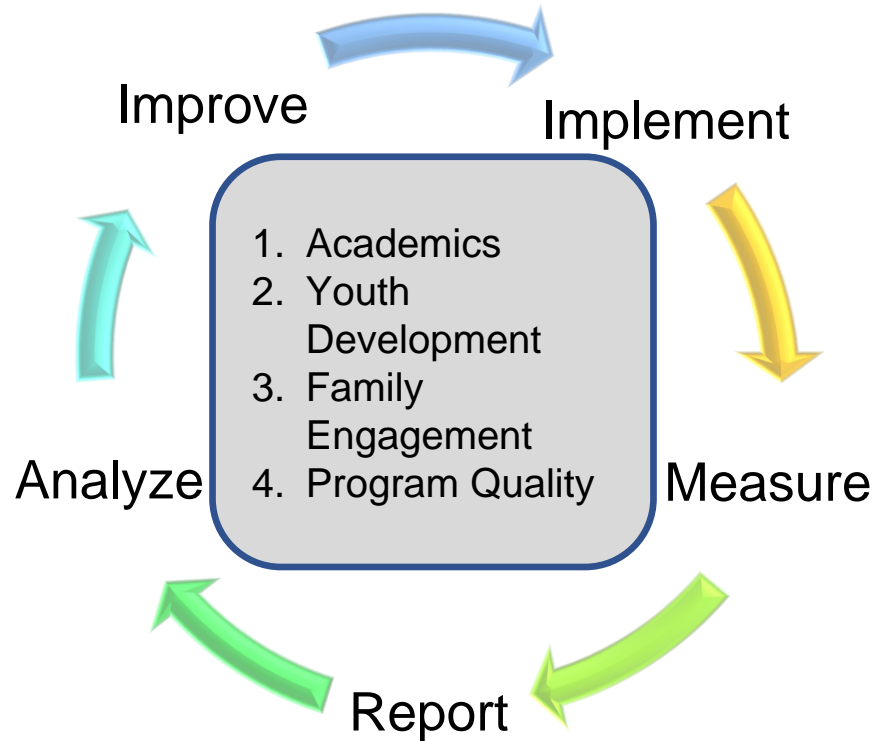 Improve
Implement
1. Academics
2. Youth
Development
3. Family
Engagement
4. Program Quality
Analyze
Measure
Report